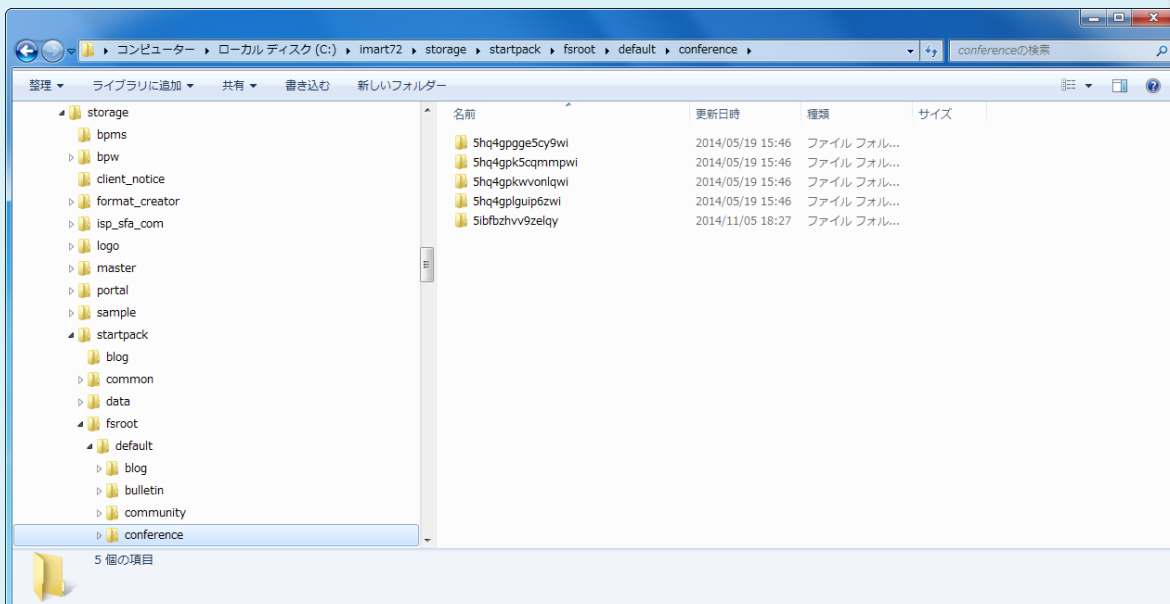 コンピューター ▸ ローカル ディスク (C:) ▸ imart72 ▸ storage ▸ startpack ▸ fsroot ▸ default ▸ conference ▸
conferenceの検索
整理 ライブラリに追加 共有 書き込む 新しいフォルダー
storage
bpms
bpw
client_notice
format_creator
isp_sfa_com
logo
master
portal
sample
startpack
blog
common
data
fsroot
default
blog
bulletin
community
conference
名前 更新日時 種類 サイズ
5hq4gpgge5cy9wi 2014/05/19 15:46 ファイル フォル...
5hq4gpk5cqmmpwi 2014/05/19 15:46 ファイル フォル...
5hq4gpkwvonlqwi 2014/05/19 15:46 ファイル フォル...
5hq4gplguip6zwi 2014/05/19 15:46 ファイル フォル...
5ibfbzhvv9zelqy 2014/11/05 18:27 ファイル フォル...
5 個の項目